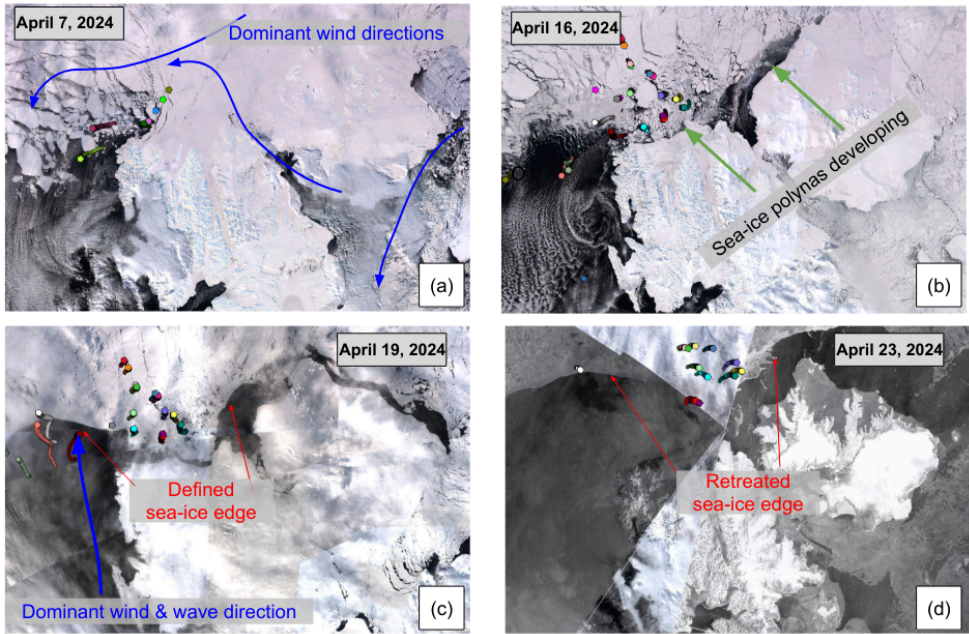 April 7, 2024
Dominant wind directions
(a)
April 16, 2024
Sea-ice polynas developing
(b)
April 19, 2024
Defined
sea-ice edge
Dominant wind & wave direction
(c)
April 23, 2024
Retreated
sea-ice edge
(d)